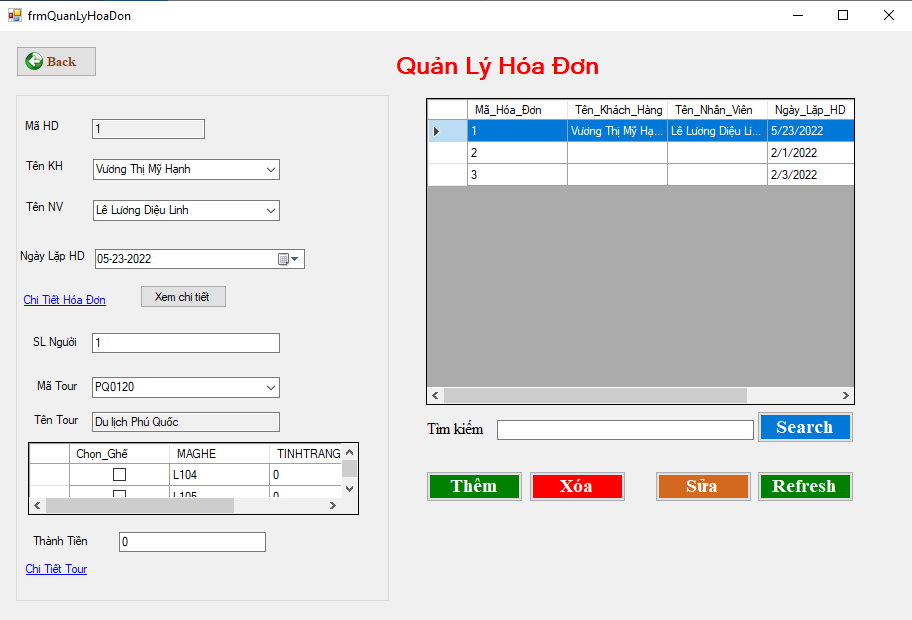 frmQuanLyHoaDon
Back
Quản Lý Hóa Đơn
Mã HD 1
Tên KH Vương Thị Mỹ Hạnh
Tên NV Lê Lương Diệu Linh
Ngày Lặp HD 05-23-2022
Chi Tiết Hóa Đơn Xem chi tiết
SL Người 1
Mã Tour PQ0120
Tên Tour Du lịch Phú Quốc
Chọn_Ghế MAGHE TINHTRANG
L104 0
L105 0
Thành Tiền 0
Chi Tiết Tour
Mã_Hóa_Đơn Tên_Khách_Hàng Tên_Nhân_Viên Ngày_Lặp_HD
1 Vương Thị Mỹ Hạ... Lê Lương Diệu Li... 5/23/2022
2 2/1/2022
3 2/3/2022
Tìm kiếm Search
Thêm Xóa Sửa Refresh